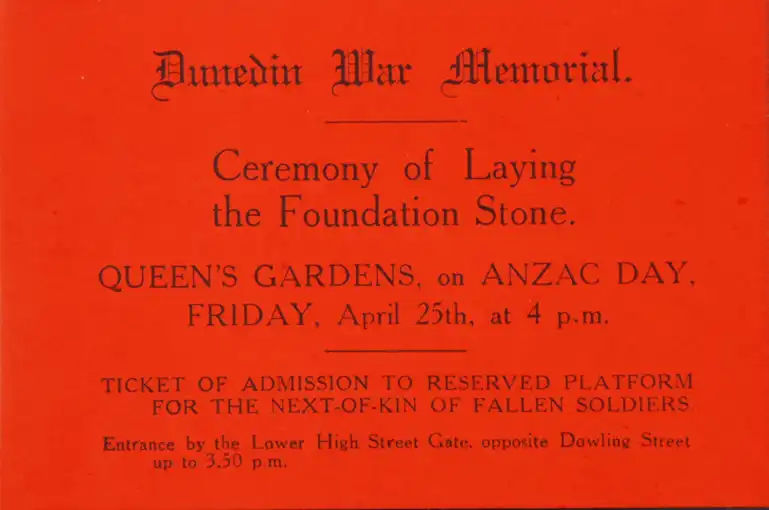 Dunedin War Memorial.
Ceremony of Laying
the Foundation Stone.
QUEEN'S GARDENS, on ANZAC DAY,
FRIDAY, April 25th, at 4 p.m.
TICKET OF ADMISSION TO RESERVED PLATFORM
FOR THE NEXT-OF-KIN OF FALLEN SOLDIERS
Entrance by the Lower High Street Gate, opposite Dowling Street
up to 3.50 p m.